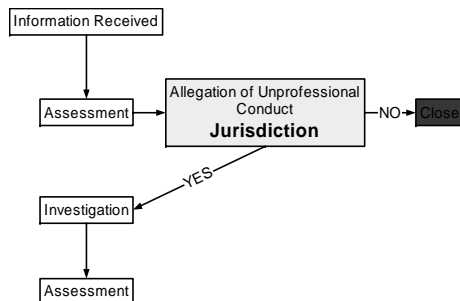 Information Received
Assessment
Allegation of Unprofessional
Conduct
Jurisdiction
NO
Close
YES
Investigation
Assessment